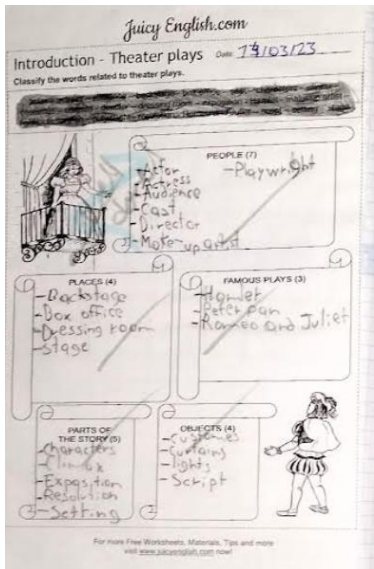 Juicy English.com
Introduction - Theater plays Date: 14/03/23
Classify the words related to theater plays.
PEOPLE (7)
-Actor -Playwright
-Actress
-Audience
-Cast
-Director
-Make-up artist
PLACES (4)
-Backstage
-Box office
-Dressing room
-Stage
FAMOUS PLAYS (3)
-Hamlet
-Peter pan
-Romeo and Juliet
PARTS OF
THE STORY (5)
-Characters
-Climax
-Exposition
-Resolution
-Setting
OBJECTS (4)
-Custumes
-Curtains
-lights
-Script
For more Free Worksheets, Materials, Tips and more
visit www.juicyenglish.com now!